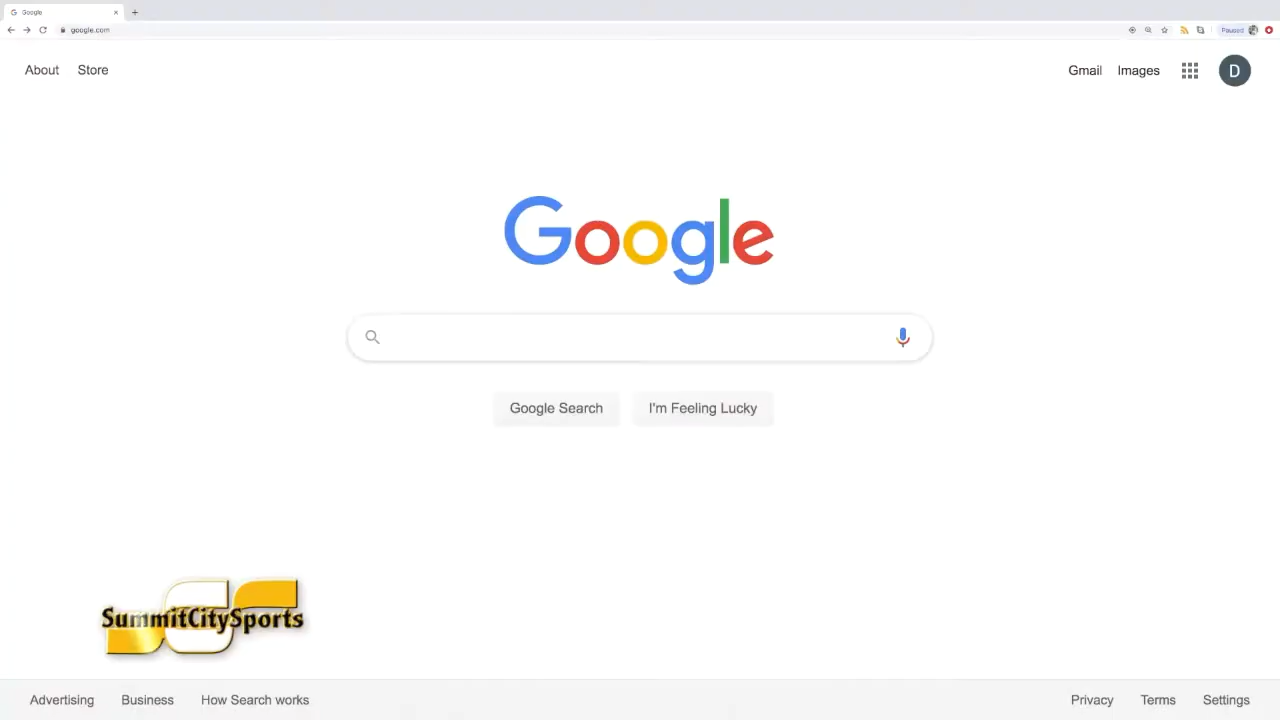 Google
google.com
Paused
About Store
Gmail Images
D
Google
Google Search
I'm Feeling Lucky
SummitCitySports
Advertising Business How Search works
Privacy Terms Settings